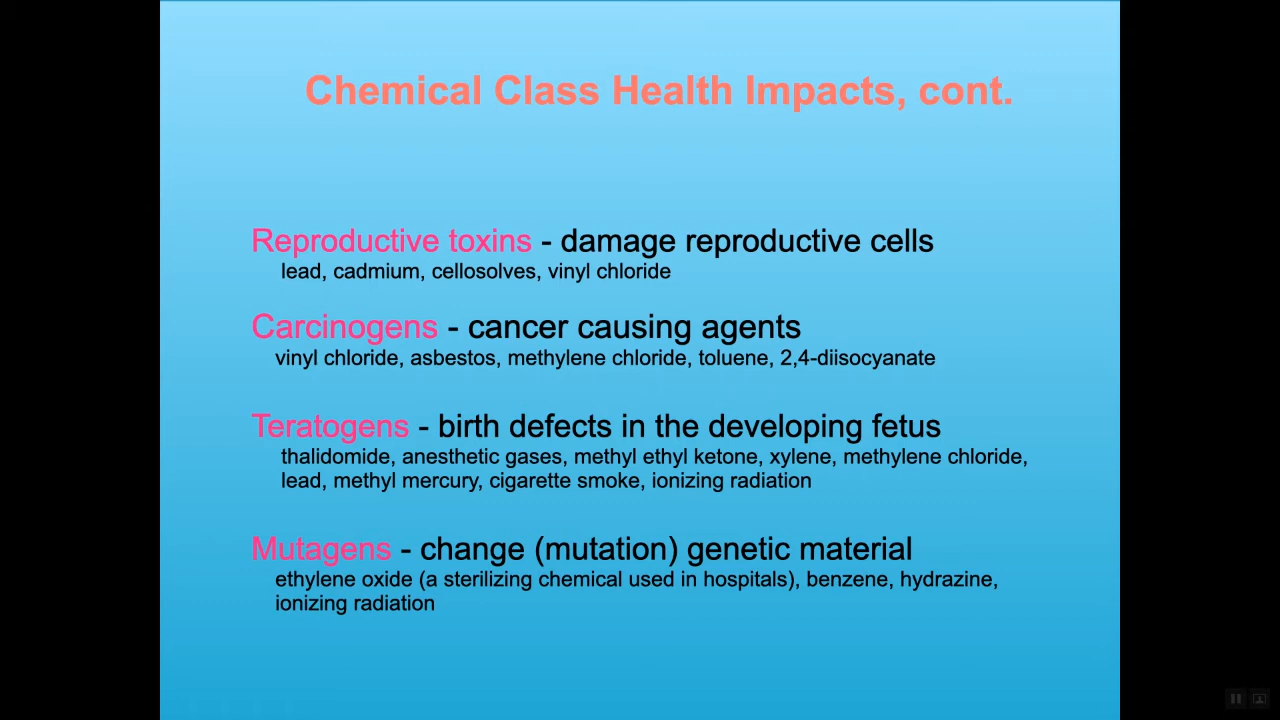 Chemical Class Health Impacts, cont.
Reproductive toxins - damage reproductive cells
lead, cadmium, cellosolves, vinyl chloride
Carcinogens - cancer causing agents
vinyl chloride, asbestos, methylene chloride, toluene, 2,4-diisocyanate
Teratogens - birth defects in the developing fetus
thalidomide, anesthetic gases, methyl ethyl ketone, xylene, methylene chloride,
lead, methyl mercury, cigarette smoke, ionizing radiation
Mutagens - change (mutation) genetic material
ethylene oxide (a sterilizing chemical used in hospitals), benzene, hydrazine,
ionizing radiation